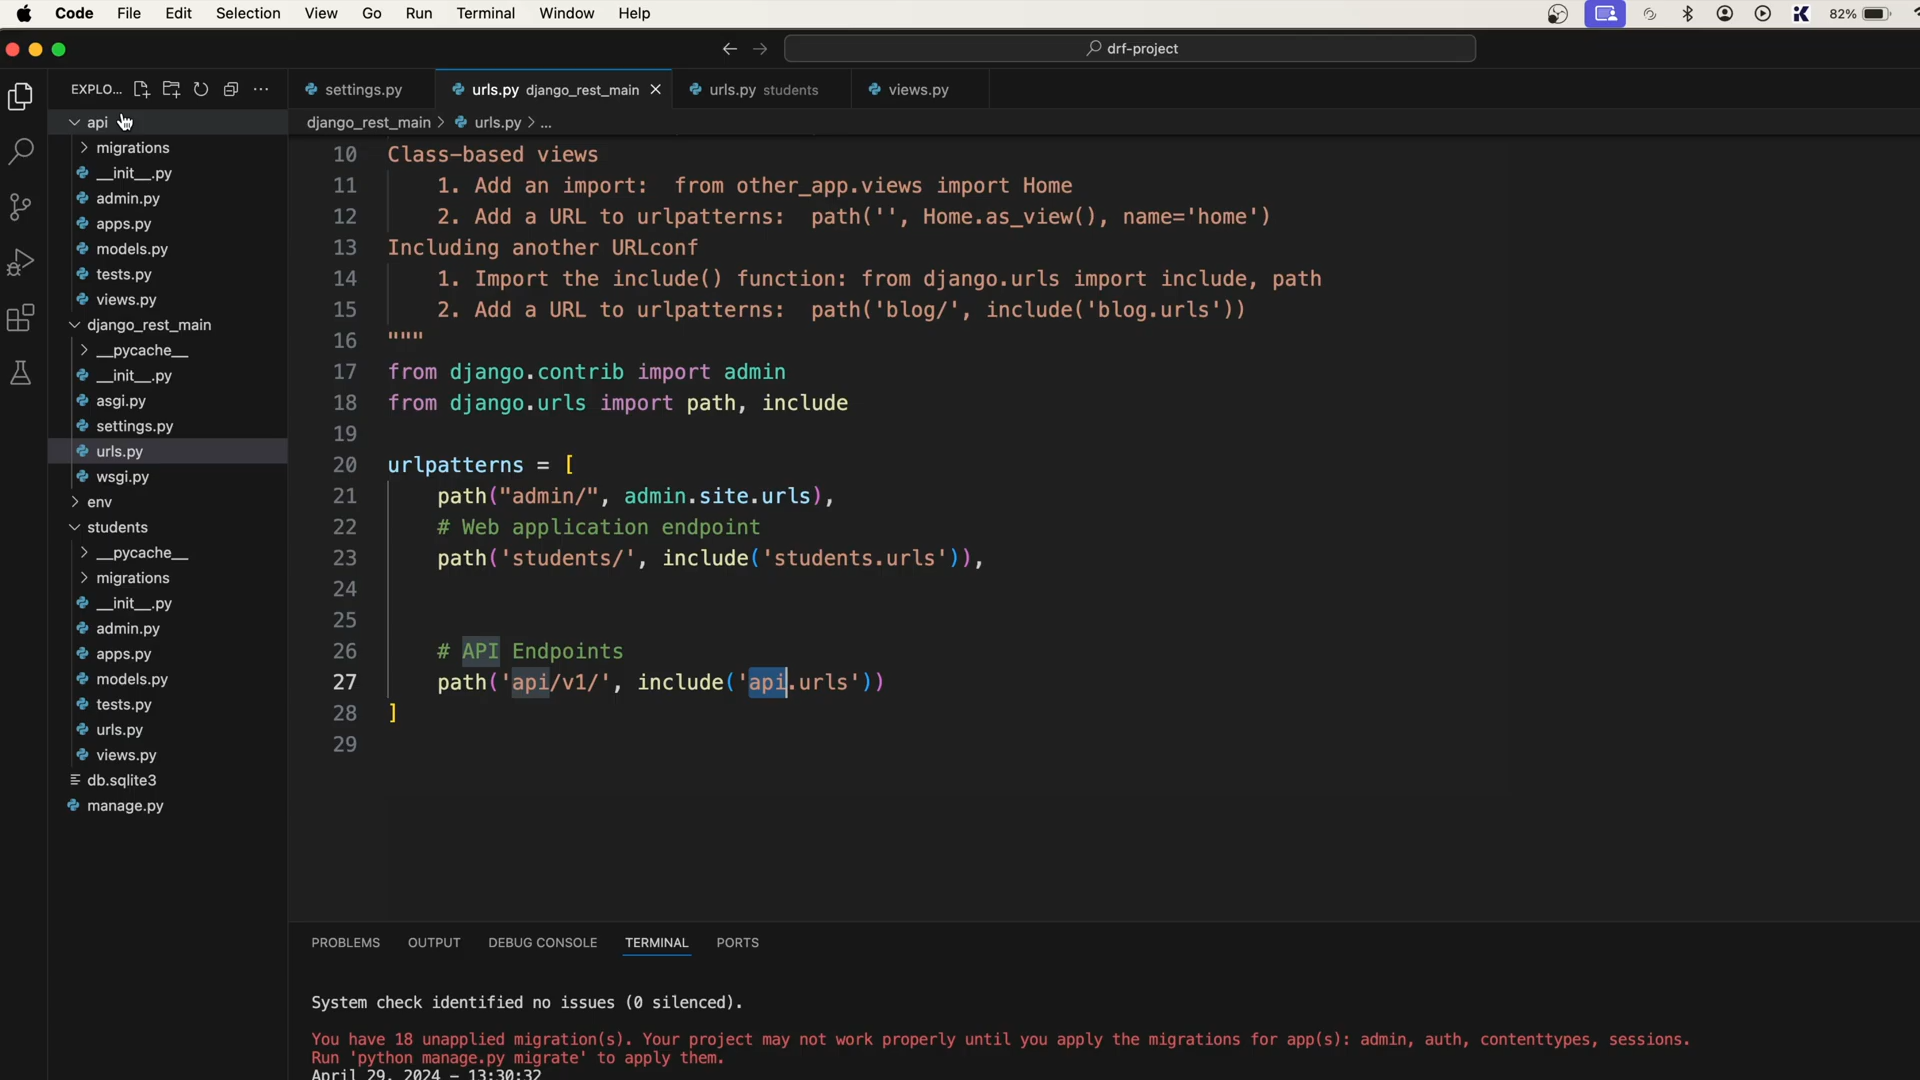 Code File Edit Selection View Go Run Terminal Window Help 82%
drf-project
EXPLO...
settings.py
urls.py django_rest_main
urls.py students
views.py
django_rest_main > urls.py > ...
api
migrations
__init__.py
admin.py
apps.py
models.py
tests.py
views.py
django_rest_main
__pycache__
__init__.py
asgi.py
settings.py
urls.py
wsgi.py
env
students
__pycache__
migrations
__init__.py
admin.py
apps.py
models.py
tests.py
urls.py
views.py
db.sqlite3
manage.py
10 Class-based views
11 1. Add an import: from other_app.views import Home
12 2. Add a URL to urlpatterns: path('', Home.as_view(), name='home')
13 Including another URLconf
14 1. Import the include() function: from django.urls import include, path
15 2. Add a URL to urlpatterns: path('blog/', include('blog.urls'))
16 """
17 from django.contrib import admin
18 from django.urls import path, include
19
20 urlpatterns = [
21 path("admin/", admin.site.urls),
22 # Web application endpoint
23 path('students/', include('students.urls')),
24
25
26 # API Endpoints
27 path('api/v1/', include('api.urls'))
28 ]
29
PROBLEMS OUTPUT DEBUG CONSOLE TERMINAL PORTS
System check identified no issues (0 silenced).
You have 18 unapplied migration(s). Your project may not work properly until you apply the migrations for app(s): admin, auth, contenttypes, sessions.
Run 'python manage.py migrate' to apply them.
April 29, 2024 - 13:30:32